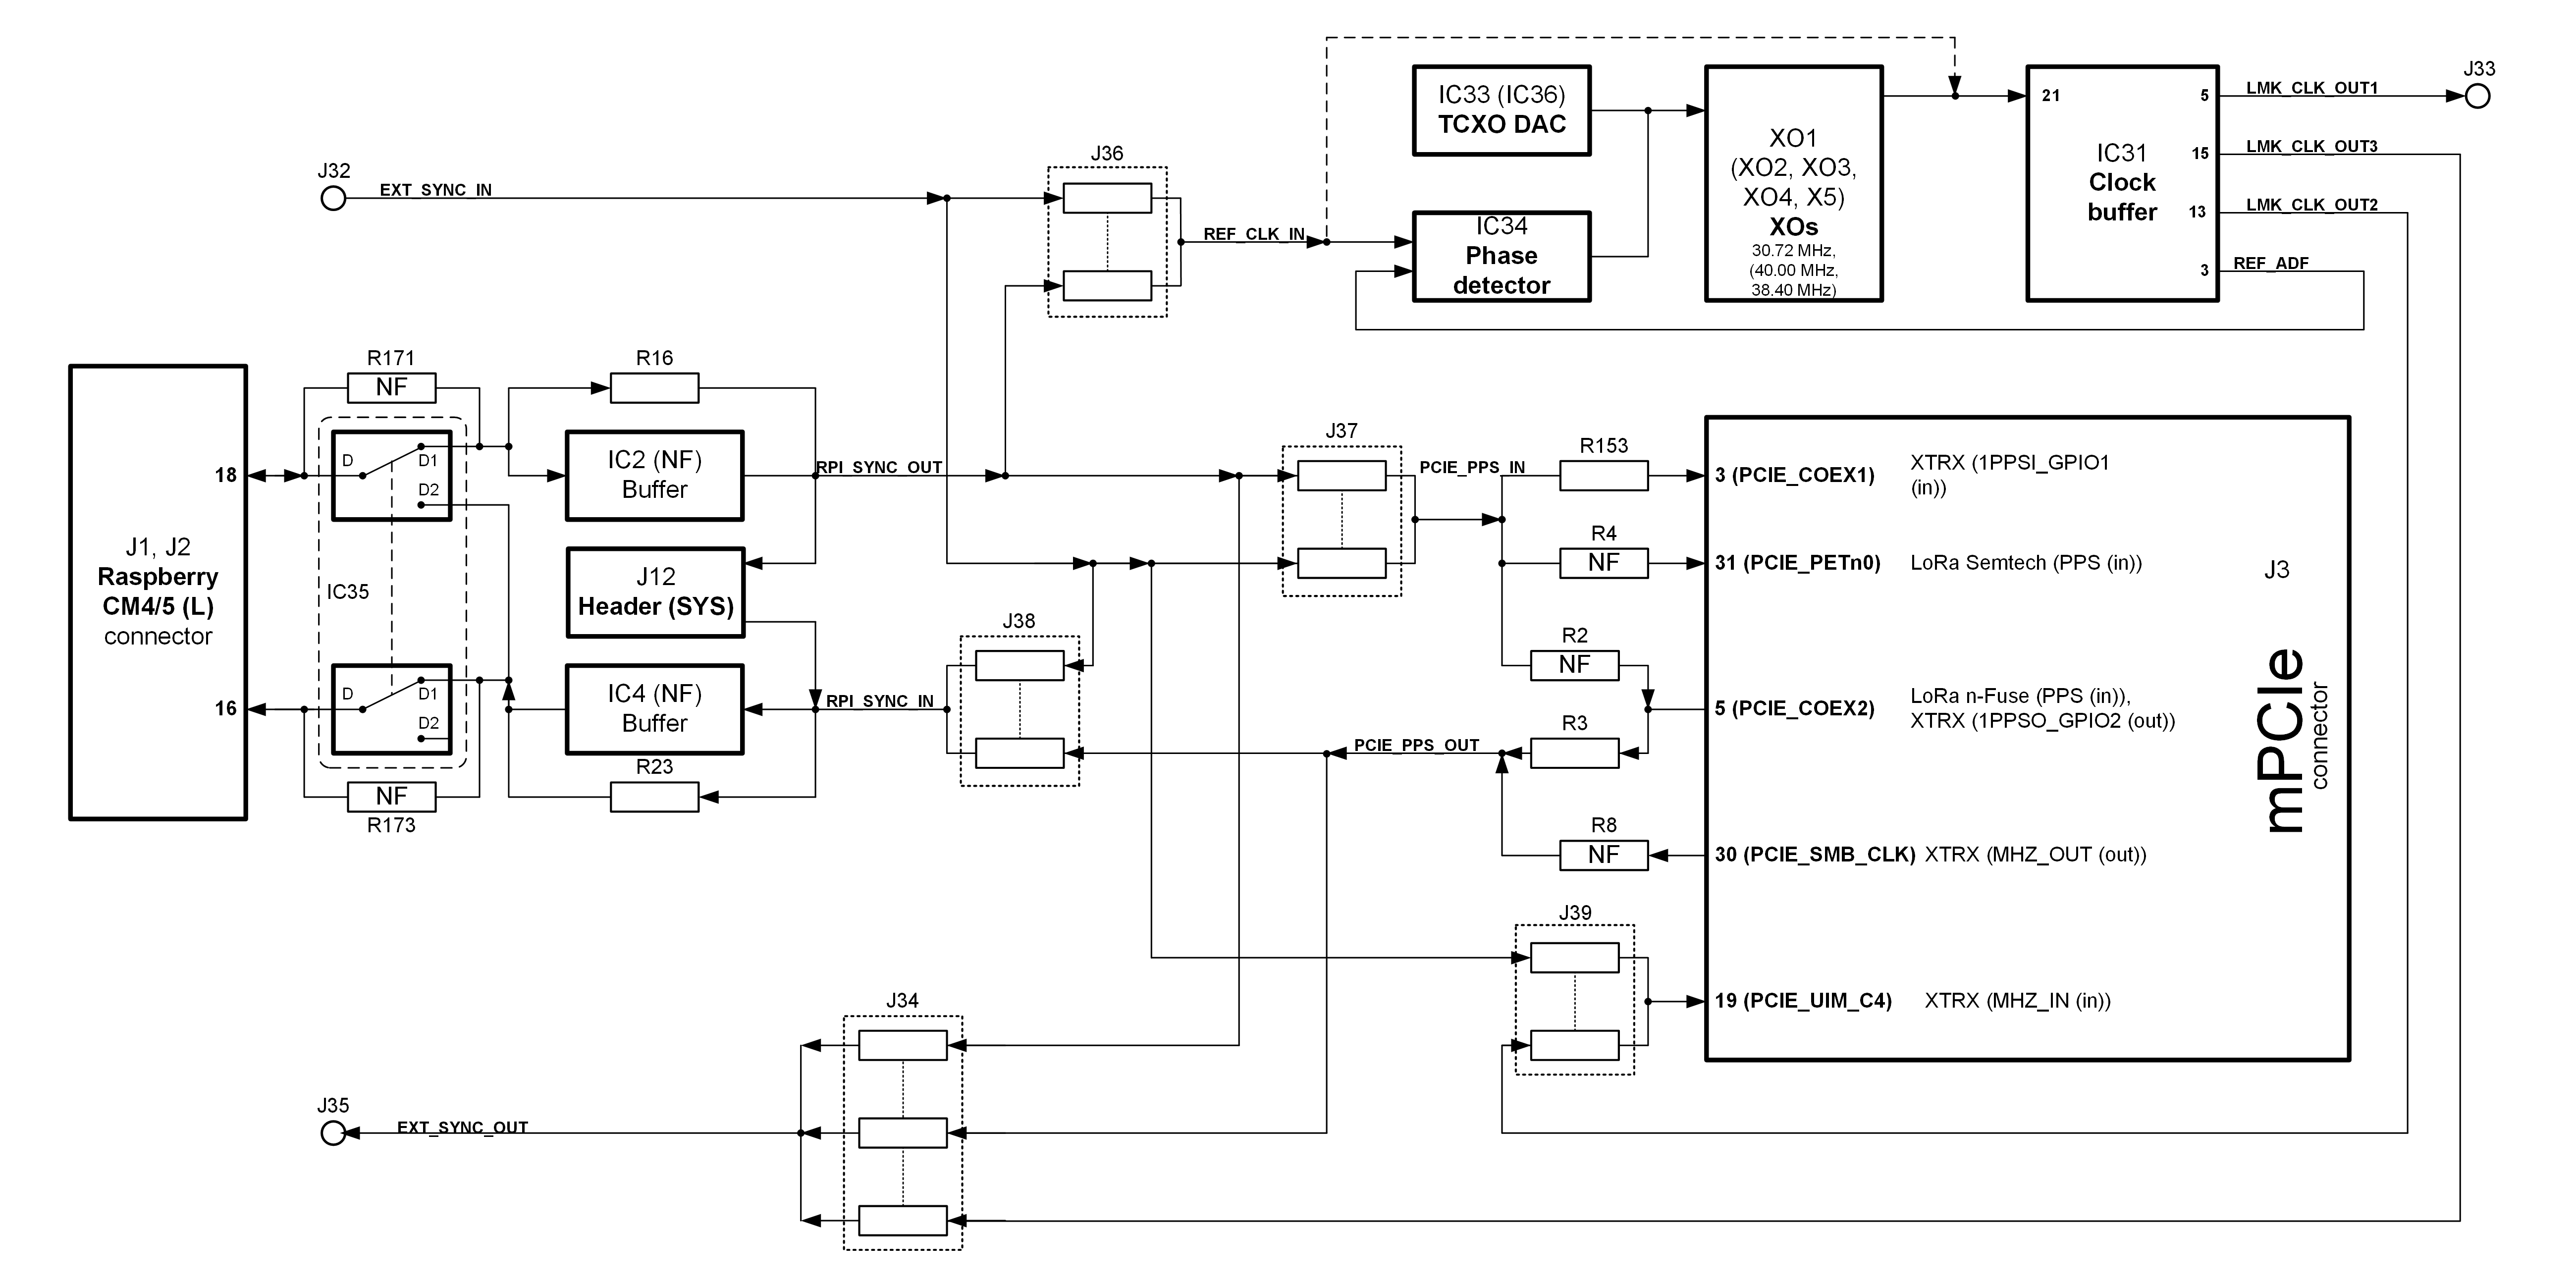 J33
IC33 (IC36)
TCXO DAC
XO1
(XO2, XO3,
XO4, X5)
XOs
30.72 MHz,
(40.00 MHz,
38.40 MHz)
IC34
Phase
detector
21
IC31
Clock
buffer
5
15
13
3
LMK_CLK_OUT1
LMK_CLK_OUT3
LMK_CLK_OUT2
REF_ADF
J36
J32
EXT_SYNC_IN
REF_CLK_IN
R171
NF
R16
J1, J2
Raspberry
CM4/5 (L)
connector
18
16
D
D1
D2
IC35
D
D1
D2
NF
R173
IC2 (NF)
Buffer
J12
Header (SYS)
IC4 (NF)
Buffer
R23
RPI_SYNC_OUT
RPI_SYNC_IN
J38
J37
PCIE_PPS_IN
PCIE_PPS_OUT
R153
R4
NF
R2
NF
R3
R8
NF
J39
3 (PCIE_COEX1)
XTRX (1PPSI_GPIO1
(in))
31 (PCIE_PETn0)
LoRa Semtech (PPS (in))
J3
5 (PCIE_COEX2)
LoRa n-Fuse (PPS (in)),
XTRX (1PPSO_GPIO2 (out))
mPCIe
connector
30 (PCIE_SMB_CLK)
XTRX (MHZ_OUT (out))
19 (PCIE_UIM_C4)
XTRX (MHZ_IN (in))
J34
J35
EXT_SYNC_OUT